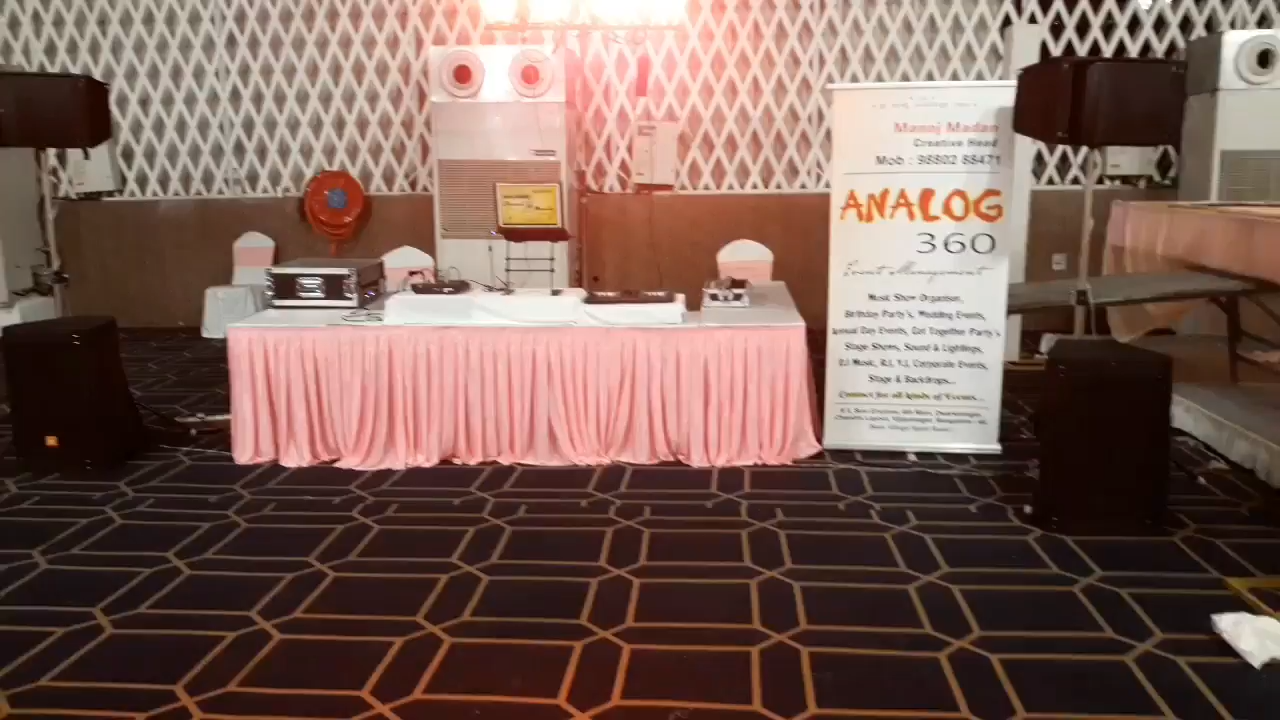 Manoj Madan
Creative Head
Mob : 98802 88471
ANALOG
360
Event Management
Music Show Organiser,
Birthday Party's, Wedding Events,
Annual Day Events, Get Together Party's
Stage Shows, Sound & Lightings,
DJ Music, R.J, V.J, Corporate Events,
Stage & Backdrops...
Contact for all kinds of Events...